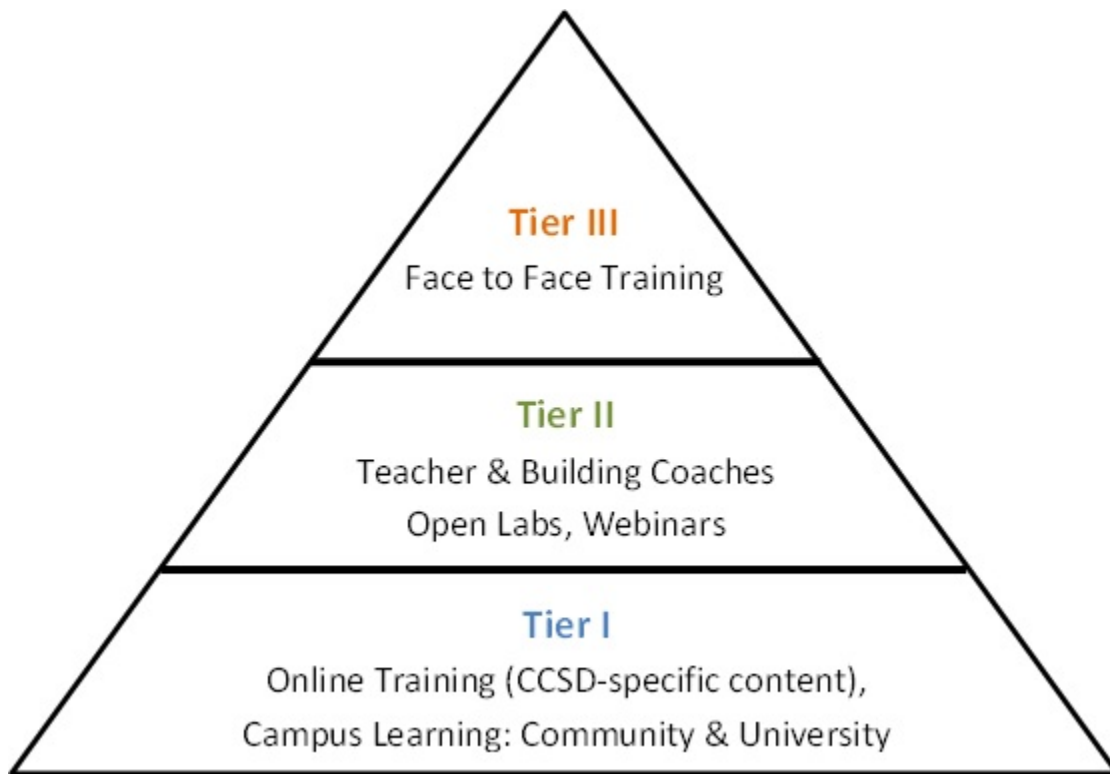 Tier III
Face to Face Training
Tier II
Teacher & Building Coaches
Open Labs, Webinars
Tier I
Online Training (CCSD-specific content),
Campus Learning: Community & University